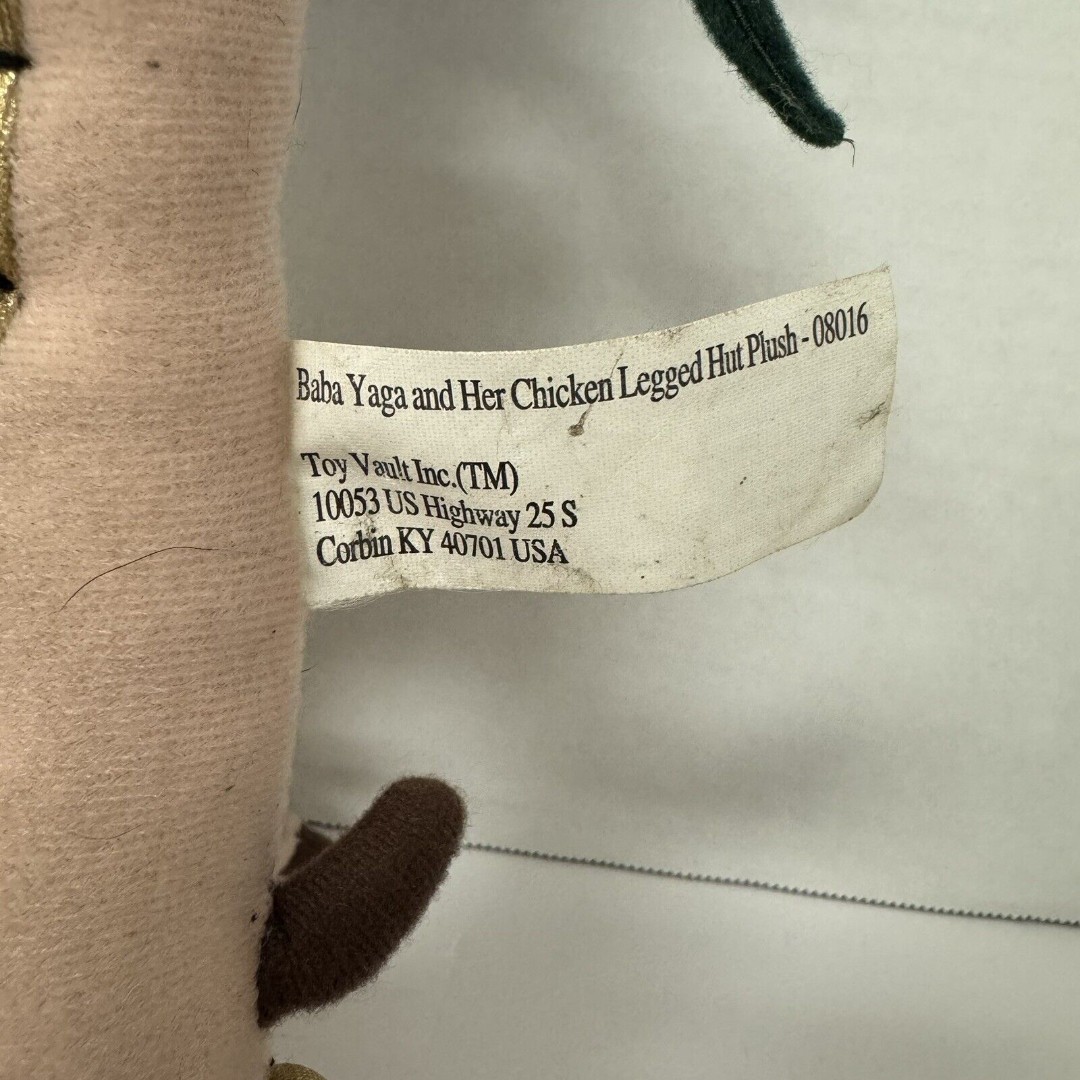 Baba Yaga and Her Chicken Legged Hut Plush - 08016
Toy Vault Inc.(TM)
10053 US Highway 25 S
Corbin KY 40701 USA